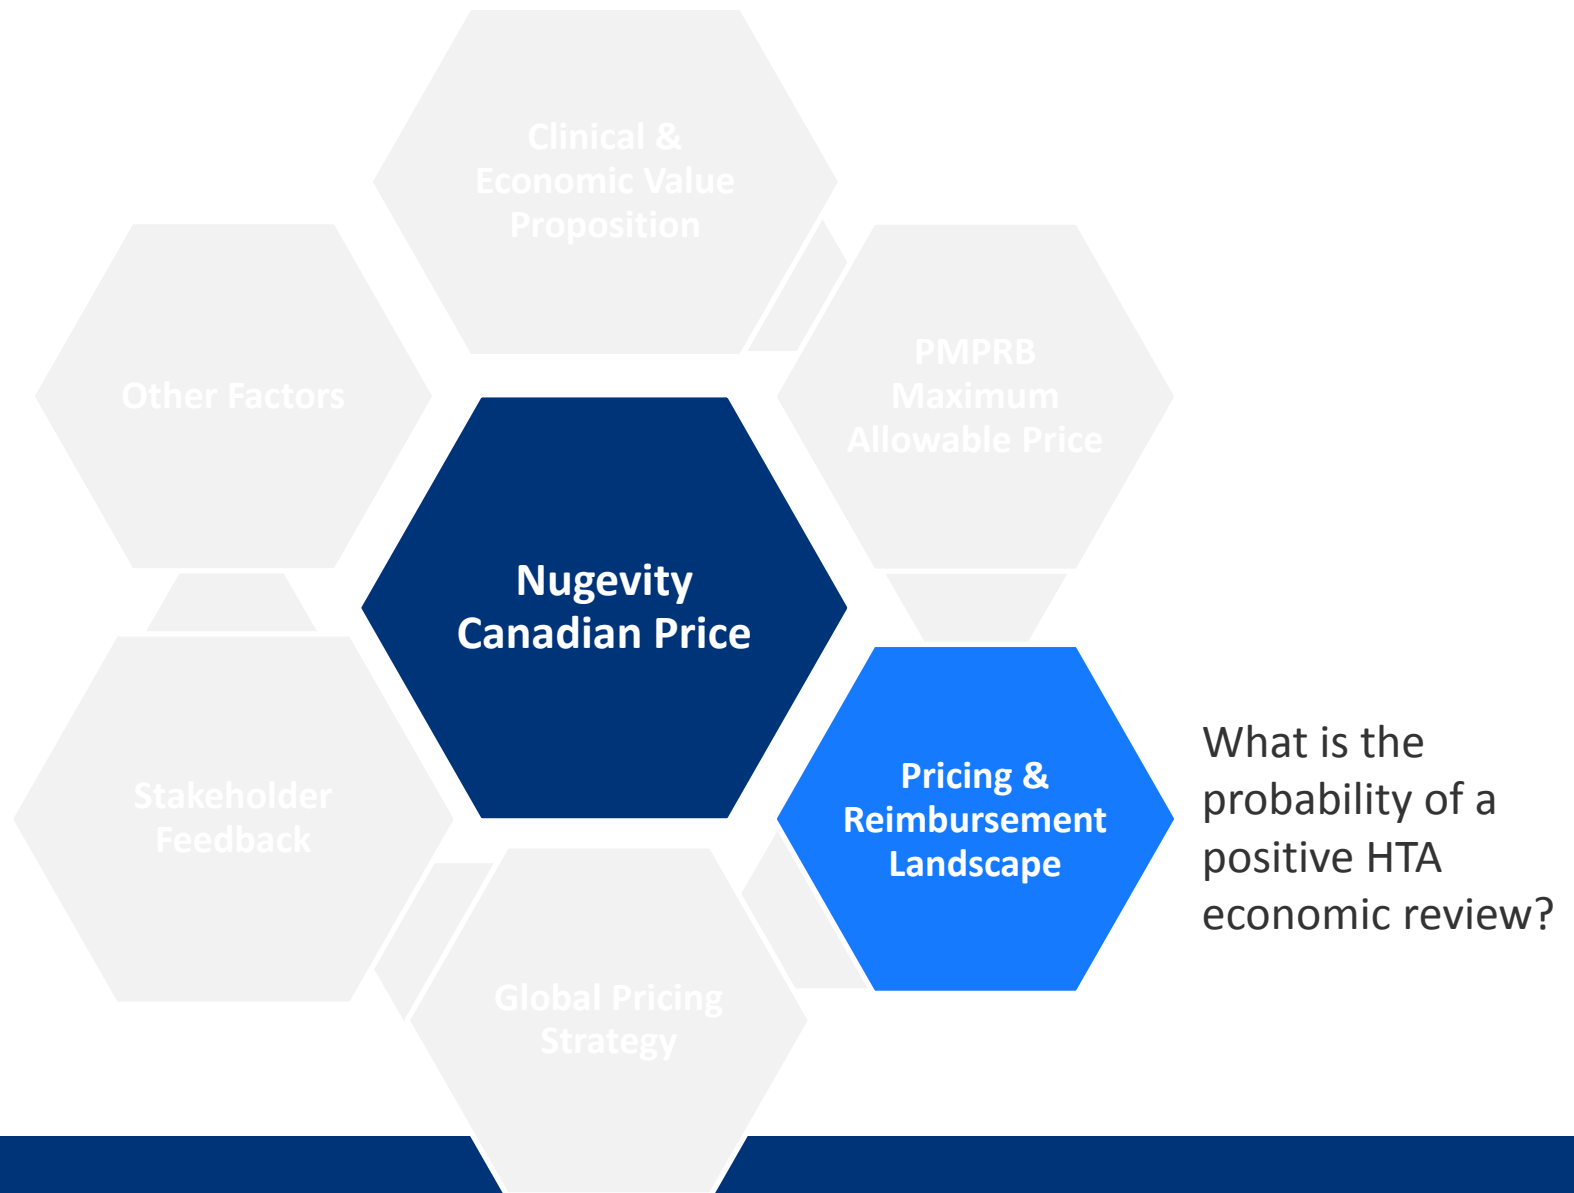 Clinical &
Economic Value
Proposition
PMPRB
Maximum
Allowable Price
Other Factors
Nugevity
Canadian Price
Pricing &
Reimbursement
Landscape
What is the
probability of a
positive HTA
economic review?
Stakeholder
Feedback
Global Pricing
Strategy